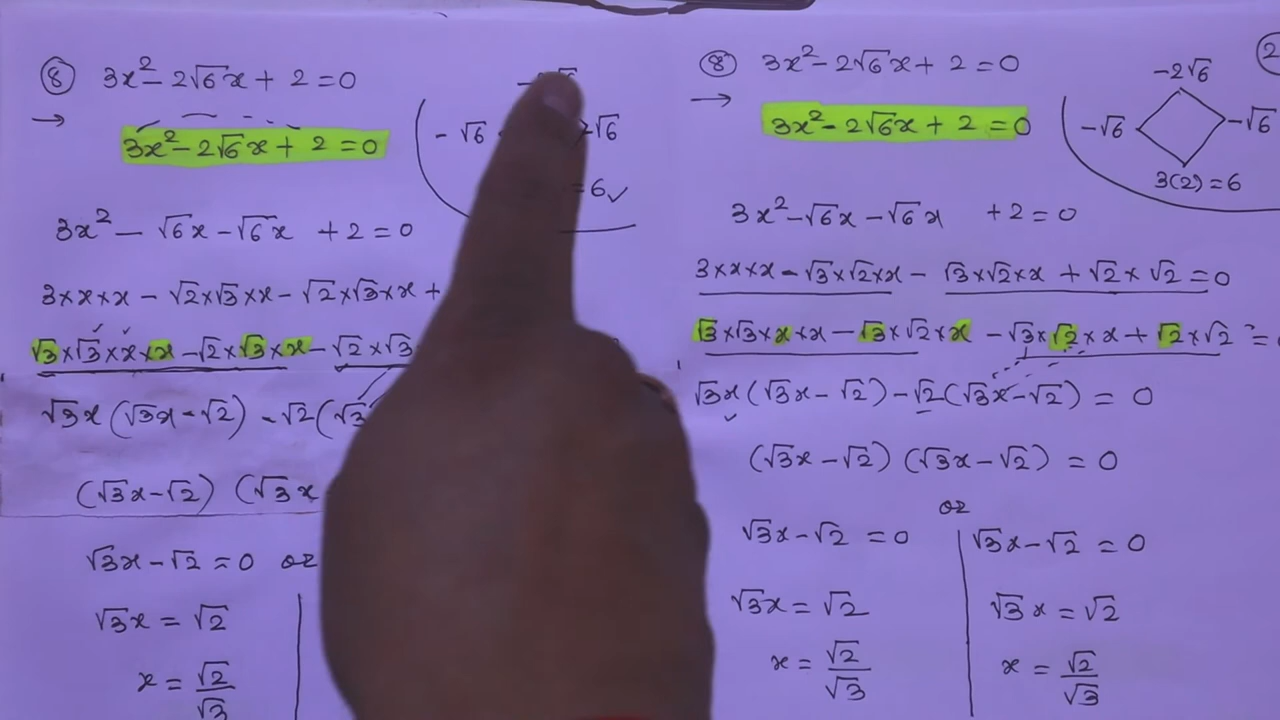 ⑧ 3x² - 2√6x + 2 = 0
→ 3x² - 2√6x + 2 = 0
- √6
-√6
= 6✓
3x² - √6x - √6x + 2 = 0
3×x×x - √2×√3×x - √2×√3×x +
√3×√3×x×x - √2×√3×x - √2×√3
√3x (√3x - √2) - √2 (√3
(√3x - √2) (√3x
√3x - √2 = 0 or
√3x = √2
x = √2/√3
⑧ 3x² - 2√6x + 2 = 0
→ 3x² - 2√6x + 2 = 0
-2√6
-√6
-√6
3(2) = 6
3x² - √6x - √6x + 2 = 0
3×x×x - √3×√2×x - √3×√2×x + √2×√2 = 0
√3×√3×x×x - √3×√2×x - √3×√2×x + √2×√2 =
√3x (√3x - √2) - √2 (√3x - √2) = 0
(√3x - √2) (√3x - √2) = 0
or
√3x - √2 = 0 | √3x - √2 = 0
√3x = √2 | √3x = √2
x = √2/√3 | x = √2/√3
2